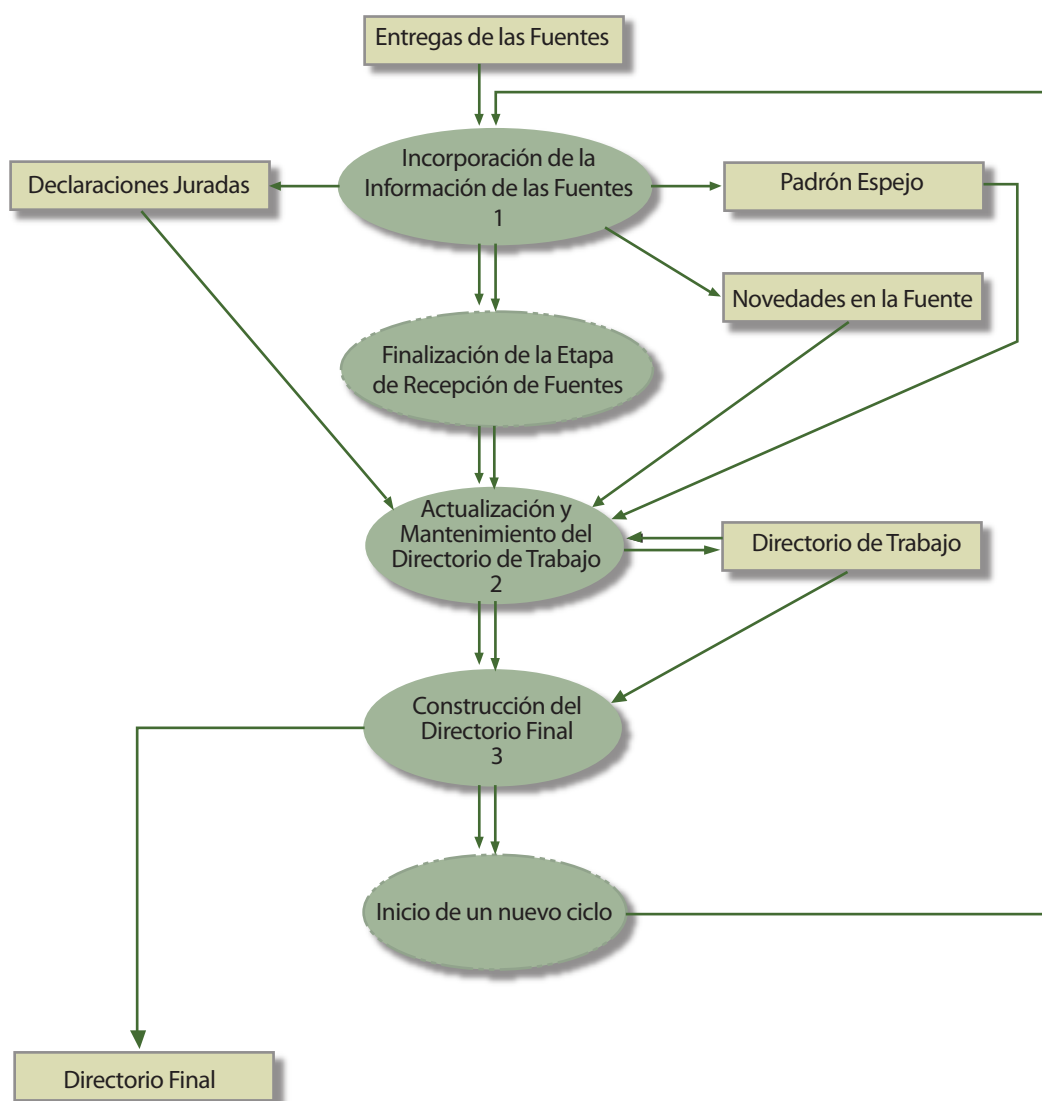 Entregas de las Fuentes
Incorporación de la
Información de las Fuentes
1
Declaraciones Juradas
Padrón Espejo
Novedades en la Fuente
Finalización de la Etapa
de Recepción de Fuentes
Actualización y
Mantenimiento del
Directorio de Trabajo
2
Directorio de Trabajo
Construcción del
Directorio Final
3
Inicio de un nuevo ciclo
Directorio Final